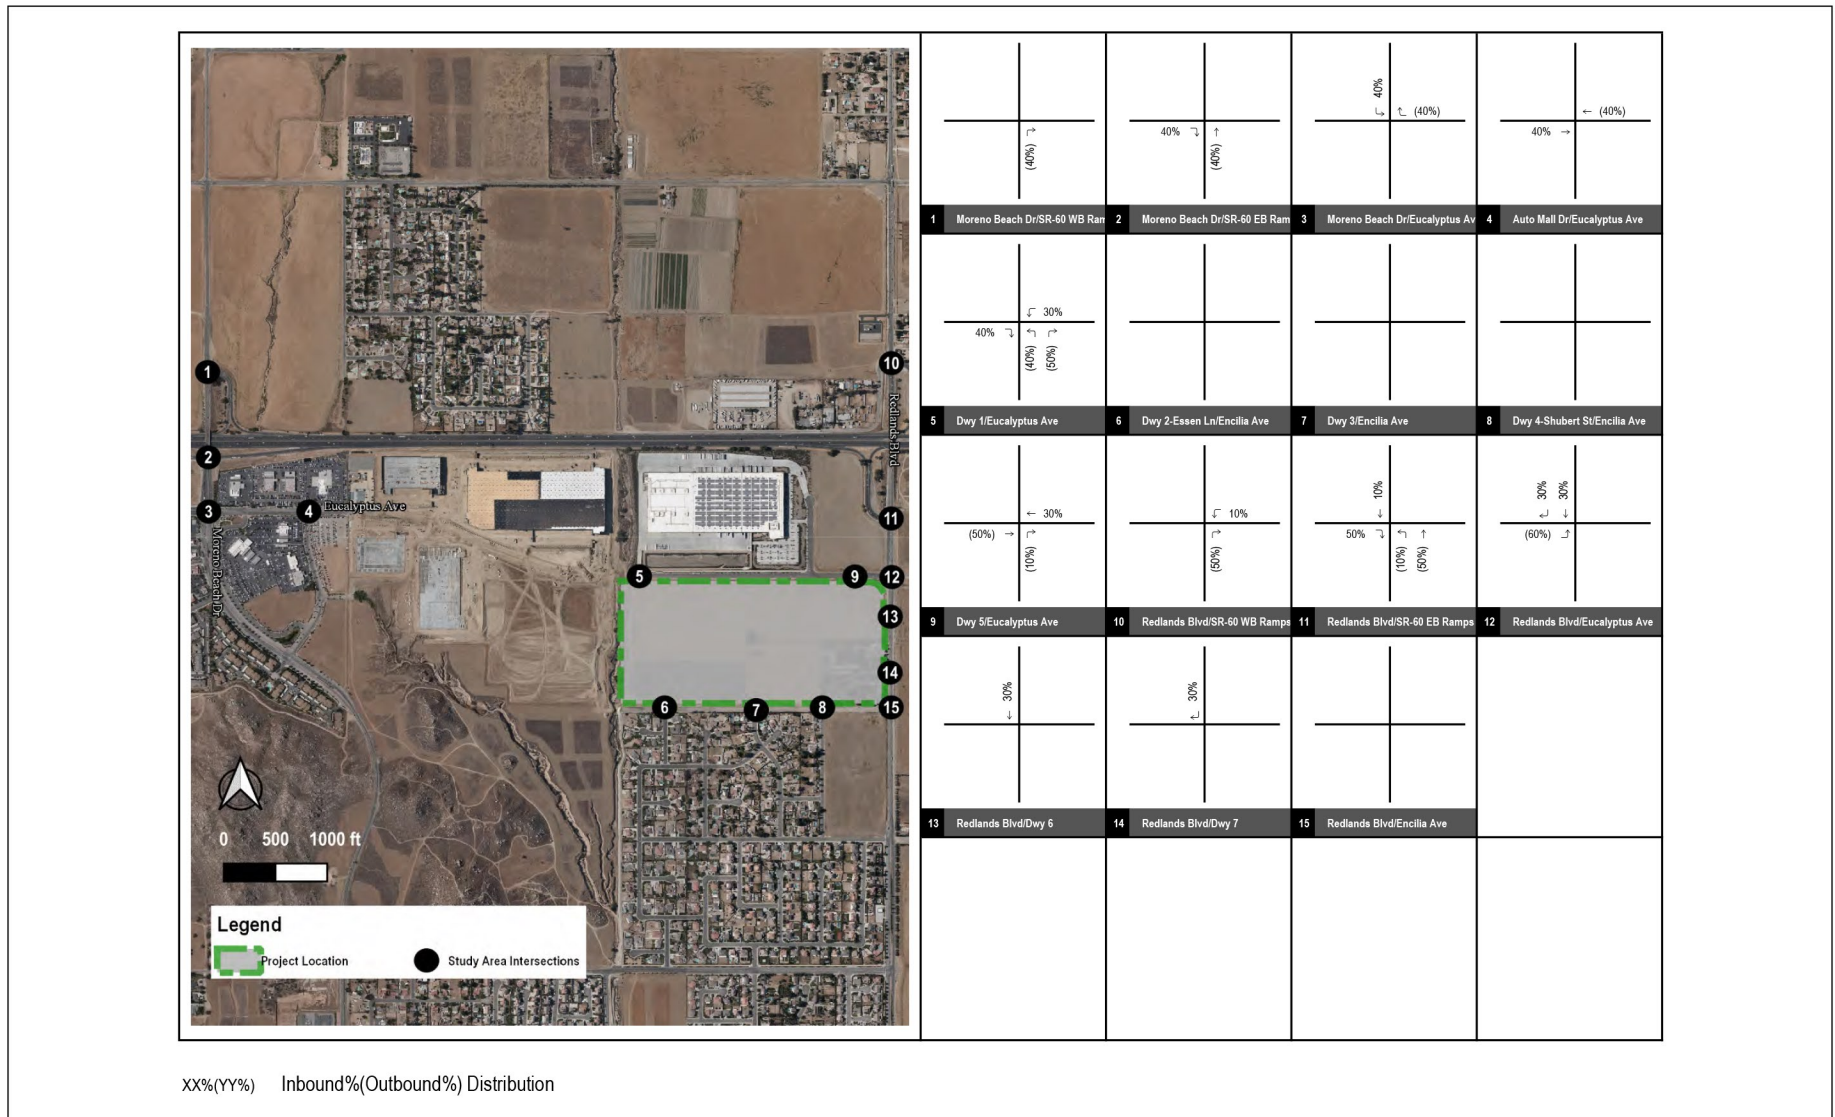 40%
(40%)
40%
(40%)
(40%)
← (40%)
40% →
(40%)
1 Moreno Beach Dr/SR-60 WB Ram
2 Moreno Beach Dr/SR-60 EB Ram
3 Moreno Beach Dr/Eucalyptus Av
4 Auto Mall Dr/Eucalyptus Ave
30%
40%
(40%)
(50%)
5 Dwy 1/Eucalyptus Ave
6 Dwy 2-Essen Ln/Encilia Ave
7 Dwy 3/Encilia Ave
8 Dwy 4-Shubert St/Encilia Ave
← 30%
(50%) →
(10%)
10%
(50%)
10%
50%
(10%)
(50%)
30%
30%
(60%)
9 Dwy 5/Eucalyptus Ave
10 Redlands Blvd/SR-60 WB Ramps
11 Redlands Blvd/SR-60 EB Ramps
12 Redlands Blvd/Eucalyptus Ave
30%
30%
13 Redlands Blvd/Dwy 6
14 Redlands Blvd/Dwy 7
15 Redlands Blvd/Encilia Ave
1
2
3
4
Eucalyptus Ave
Moreno Beach Dr
Redlands Blvd
10
11
5
9
12
13
14
6
7
8
15
0 500 1000 ft
Legend
Project Location
Study Area Intersections
XX%(YY%) Inbound%(Outbound%) Distribution